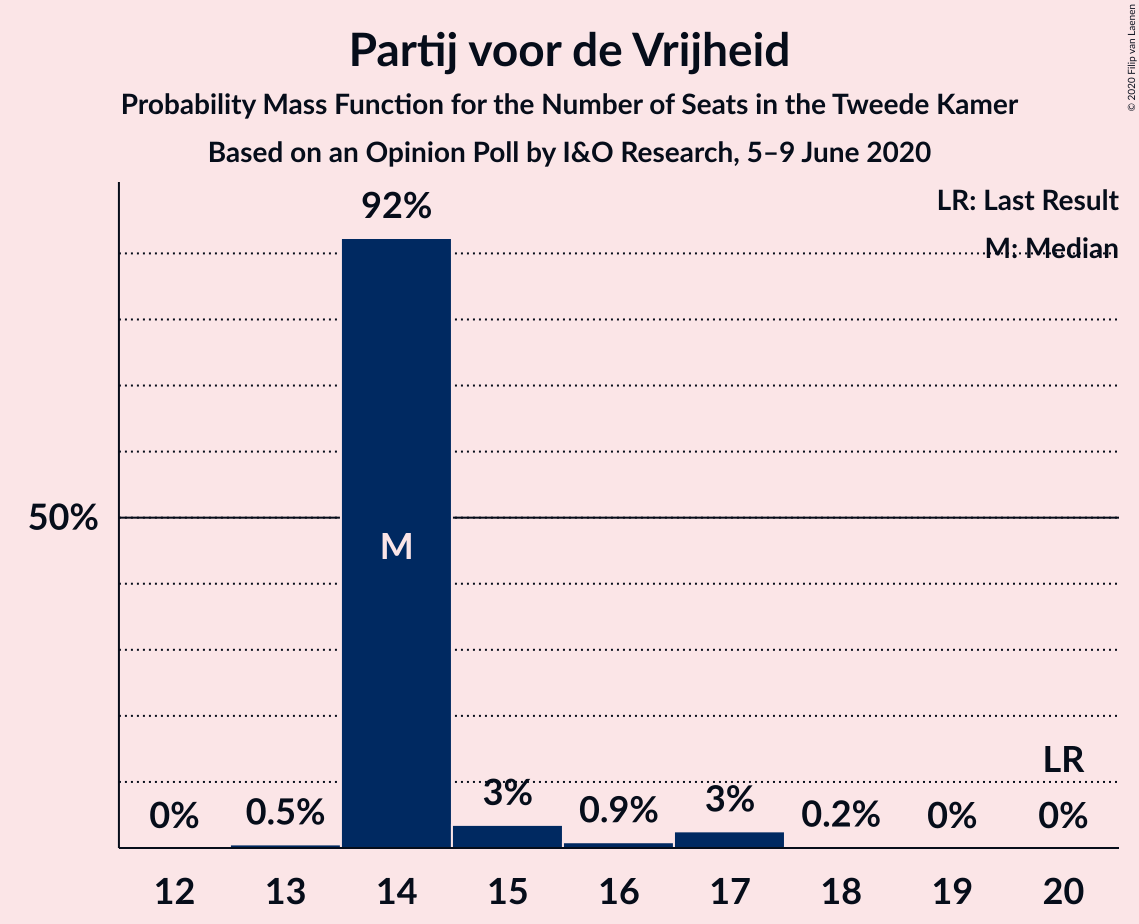 Partij voor de Vrijheid
Probability Mass Function for the Number of Seats in the Tweede Kamer
Based on an Opinion Poll by I&O Research, 5–9 June 2020
© 2020 Filip van Laenen
LR: Last Result
M: Median
92%
50%
M
LR
0%
0.5%
3%
0.9%
3%
0.2%
0%
0%
12
13
14
15
16
17
18
19
20